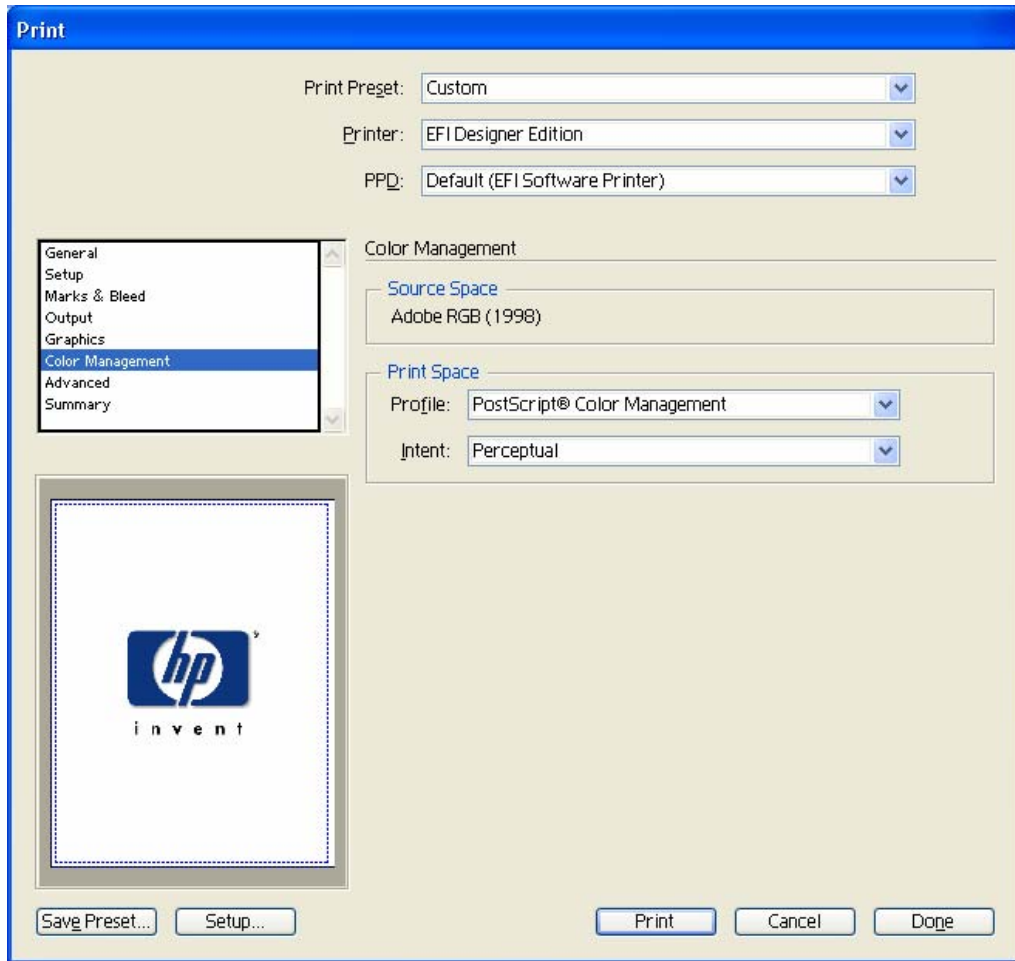 Print
Print Preset: Custom
Printer: EFI Designer Edition
PPD: Default (EFI Software Printer)
General
Setup
Marks & Bleed
Output
Graphics
Color Management
Advanced
Summary
Color Management
Source Space
Adobe RGB (1998)
Print Space
Profile: PostScript® Color Management
Intent: Perceptual
hp
invent
Save Preset... Setup... Print Cancel Done